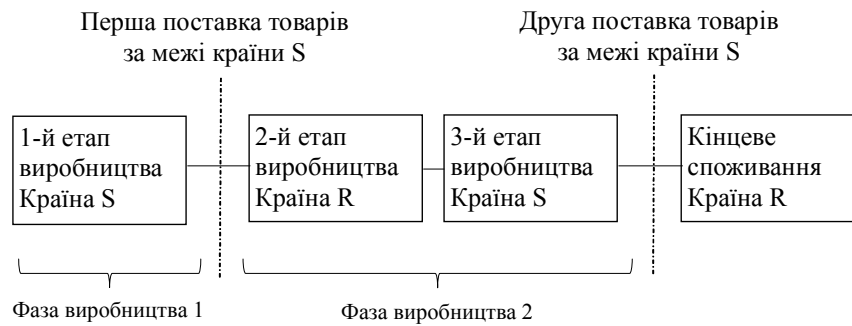 Перша поставка товарів
за межі країни S
Друга поставка товарів
за межі країни S
1-й етап
виробництва
Країна S
2-й етап
виробництва
Країна R
3-й етап
виробництва
Країна S
Кінцеве
споживання
Країна R
Фаза виробництва 1
Фаза виробництва 2